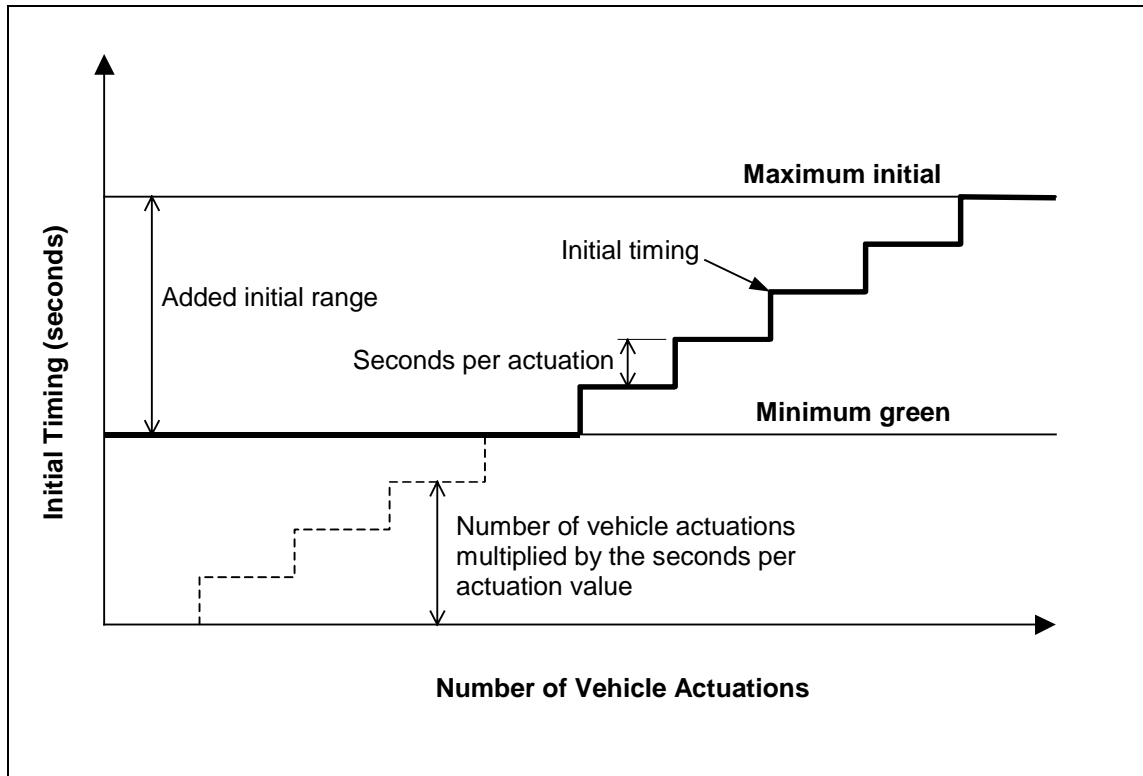 Maximum initial
Initial timing
Added initial range
Seconds per actuation
Minimum green
Initial Timing (seconds)
Number of vehicle actuations
multiplied by the seconds per
actuation value
Number of Vehicle Actuations